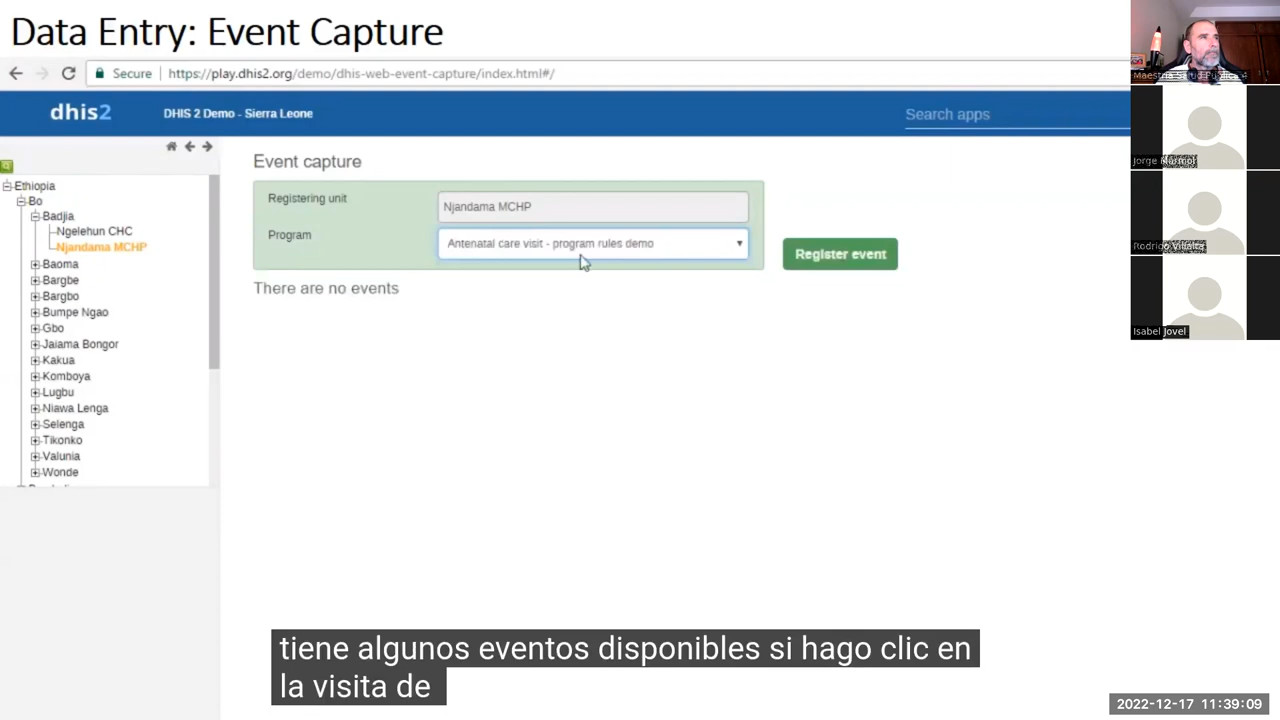 Data Entry: Event Capture
Secure
https://play.dhis2.org/demo/dhis-web-event-capture/index.html#/
dhis2
DHIS 2 Demo - Sierra Leone
Search apps
Ethiopia
Bo
Badjia
Ngelehun CHC
Njandama MCHP
Baoma
Bargbe
Bargbo
Bumpe Ngao
Gbo
Jaiama Bongor
Kakua
Komboya
Lugbu
Niawa Lenga
Selenga
Tikonko
Valunia
Wonde
Event capture
Registering unit
Njandama MCHP
Program
Antenatal care visit - program rules demo
Register event
There are no events
Jorge
Rodrigo
Isabel Jovel
tiene algunos eventos disponibles si hago clic en
la visita de
2022-12-17 11:39:09